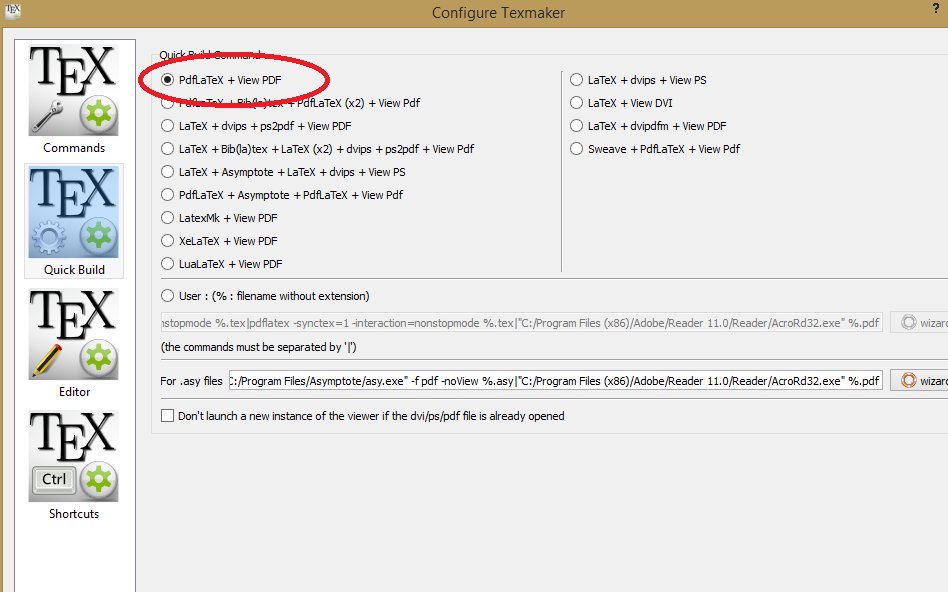 TEX
Configure Texmaker
?
TEX
Commands
TEX
Quick Build
TEX
Editor
TEX
Ctrl
Shortcuts
Quick Build Command
PdfLaTeX + View PDF
PdfLaTeX + Bib(la)tex + PdfLaTeX (x2) + View Pdf
LaTeX + dvips + ps2pdf + View PDF
LaTeX + Bib(la)tex + LaTeX (x2) + dvips + ps2pdf + View Pdf
LaTeX + Asymptote + LaTeX + dvips + View PS
PdfLaTeX + Asymptote + PdfLaTeX + View Pdf
LatexMk + View PDF
XeLaTeX + View PDF
LuaLaTeX + View PDF
LaTeX + dvips + View PS
LaTeX + View DVI
LaTeX + dvipdfm + View PDF
Sweave + PdfLaTeX + View Pdf
User : (% : filename without extension)
nstopmode %.tex|pdflatex -synctex=1 -interaction=nonstopmode %.tex|"C:/Program Files (x86)/Adobe/Reader 11.0/Reader/AcroRd32.exe" %.pdf
wizar
(the commands must be separated by '|')
For .asy files
C:/Program Files/Asymptote/asy.exe" -f pdf -noView %.asy|"C:/Program Files (x86)/Adobe/Reader 11.0/Reader/AcroRd32.exe" %.pdf
wizar
Don't launch a new instance of the viewer if the dvi/ps/pdf file is already opened